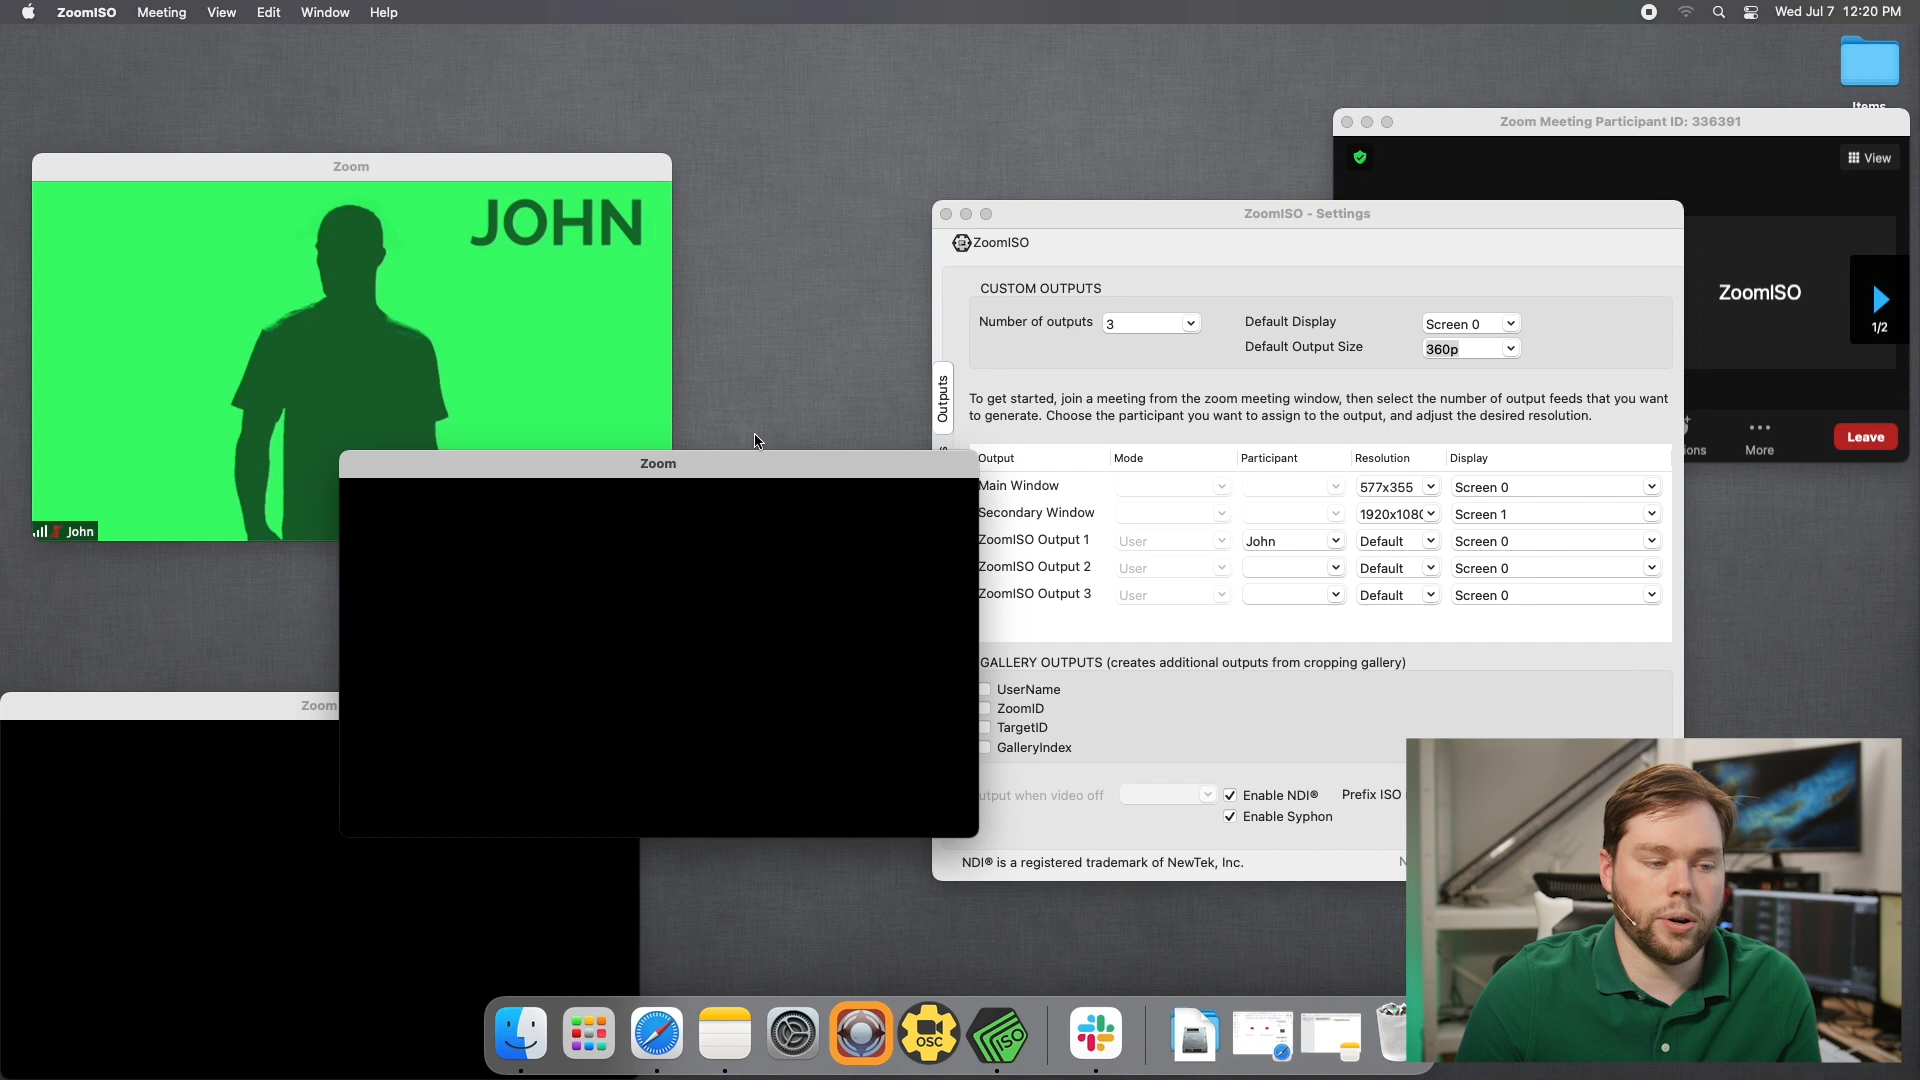 ZoomISO Meeting View Edit Window Help
Wed Jul 7 12:20 PM
Items
Zoom Meeting Participant ID: 336391
View
ZoomISO
1/2
More
Leave
Zoom
JOHN
John
Zoom
Zoom
ZoomISO - Settings
ZoomISO
Outputs
CUSTOM OUTPUTS
Number of outputs 3 Default Display Screen 0
Default Output Size 360p
To get started, join a meeting from the zoom meeting window, then select the number of output feeds that you want
to generate. Choose the participant you want to assign to the output, and adjust the desired resolution.
Output Mode Participant Resolution Display
Main Window 577x355 Screen 0
Secondary Window 1920x1080 Screen 1
ZoomISO Output 1 User John Default Screen 0
ZoomISO Output 2 User Default Screen 0
ZoomISO Output 3 User Default Screen 0
GALLERY OUTPUTS (creates additional outputs from cropping gallery)
UserName
ZoomID
TargetID
GalleryIndex
utput when video off Enable NDI® Prefix ISO
Enable Syphon
NDI® is a registered trademark of NewTek, Inc.
OSC
ISO